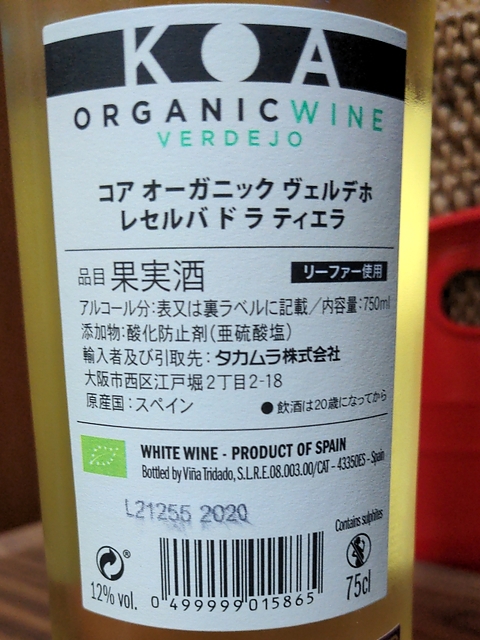 KOA
ORGANICWINE
VERDEJO
コア オーガニック ヴェルデホ
レセルバ ド ラ ティエラ
品目 果実酒 リーファー使用
アルコール分:表又は裏ラベルに記載/内容量:750ml
添加物:酸化防止剤(亜硫酸塩)
輸入者及び引取先:タカムラ株式会社
大阪市西区江戸堀2丁目2-18
原産国:スペイン ●飲酒は20歳になってから
WHITE WINE - PRODUCT OF SPAIN
Bottled by Viña Tridado, S.L.R.E.08.003.00/CAT - 43350ES - Spain
L21255 2020
Contains sulphites
®
12% vol. 0 499999 015865 75cl